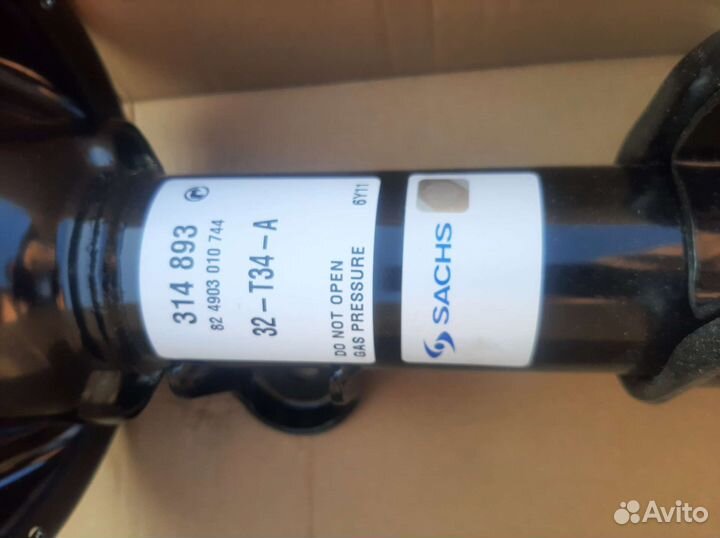 314 893
82 4903 010 744
32-T34-A
DO NOT OPEN
GAS PRESSURE
6Y11
SACHS
Avito